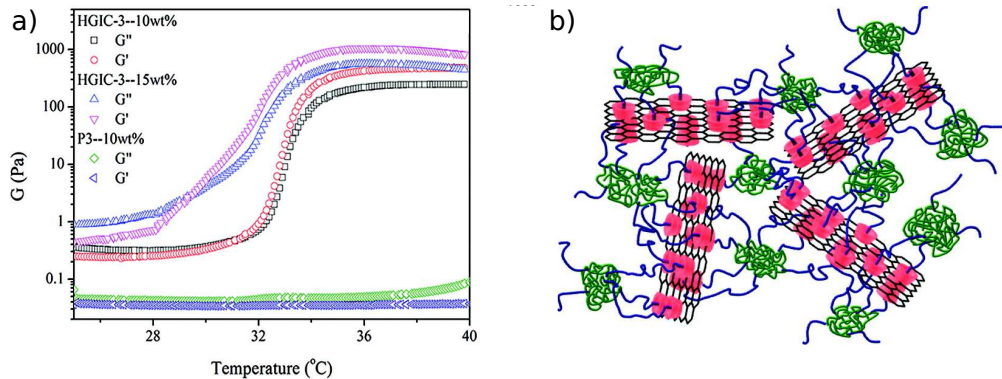 a)
b)
HGIC-3--10wt%
G"
G'
HGIC-3--15wt%
G"
G'
P3--10wt%
G"
G'
G (Pa)
1000
100
10
1
0.1
28
32
36
40
Temperature (°C)